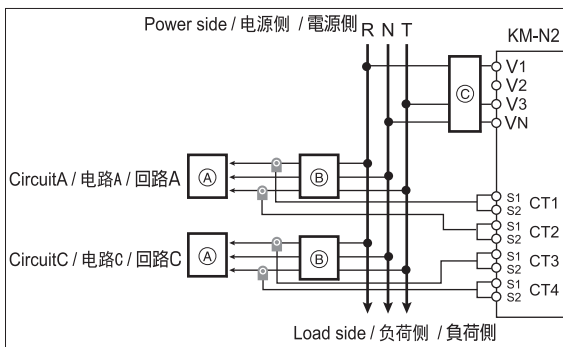 Power side / 电源侧 / 電源側
R N T
KM-N2
V1
V2
V3
VN
Ⓒ
CircuitA / 电路A / 回路A
Ⓐ
Ⓑ
S1
S2
CT1
S1
S2
CT2
CircuitC / 电路C / 回路C
Ⓐ
Ⓑ
S1
S2
CT3
S1
S2
CT4
Load side / 负荷侧 / 負荷側